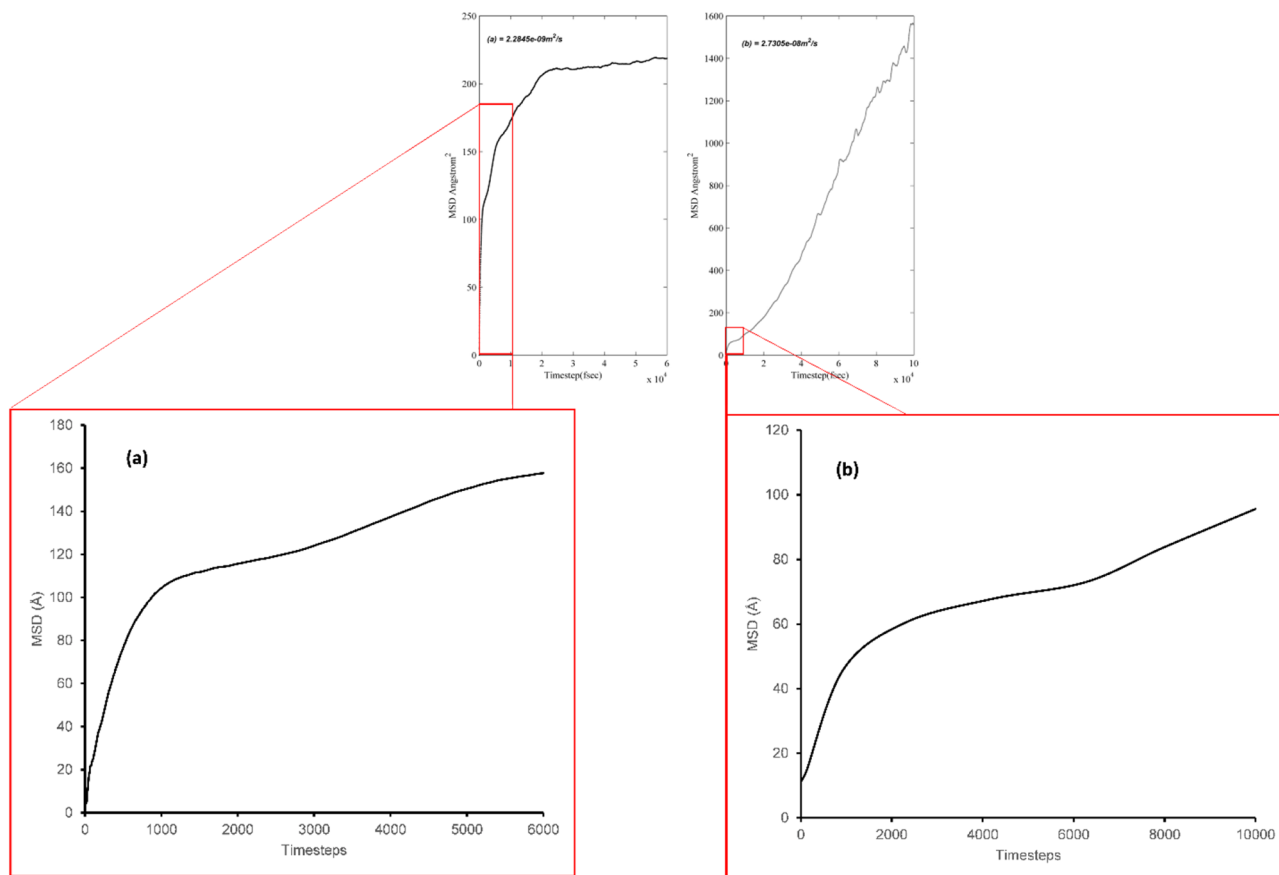 250
200
150
100
50
0
MSD Angstrom²
(a) = 2.2845e-09m²/s
0 1 2 3 4 5 6
Timestep(fsec)
x 10⁴
1600
1400
1200
1000
800
600
400
200
0
MSD Angstrom²
(b) = 2.7305e-08m²/s
0 2 4 6 8 10
Timestep(fsec)
x 10⁴
180
160
140
120
100
80
60
40
20
0
MSD (Å)
(a)
0 1000 2000 3000 4000 5000 6000
Timesteps
120
100
80
60
40
20
0
MSD (Å)
(b)
0 2000 4000 6000 8000 10000
Timesteps